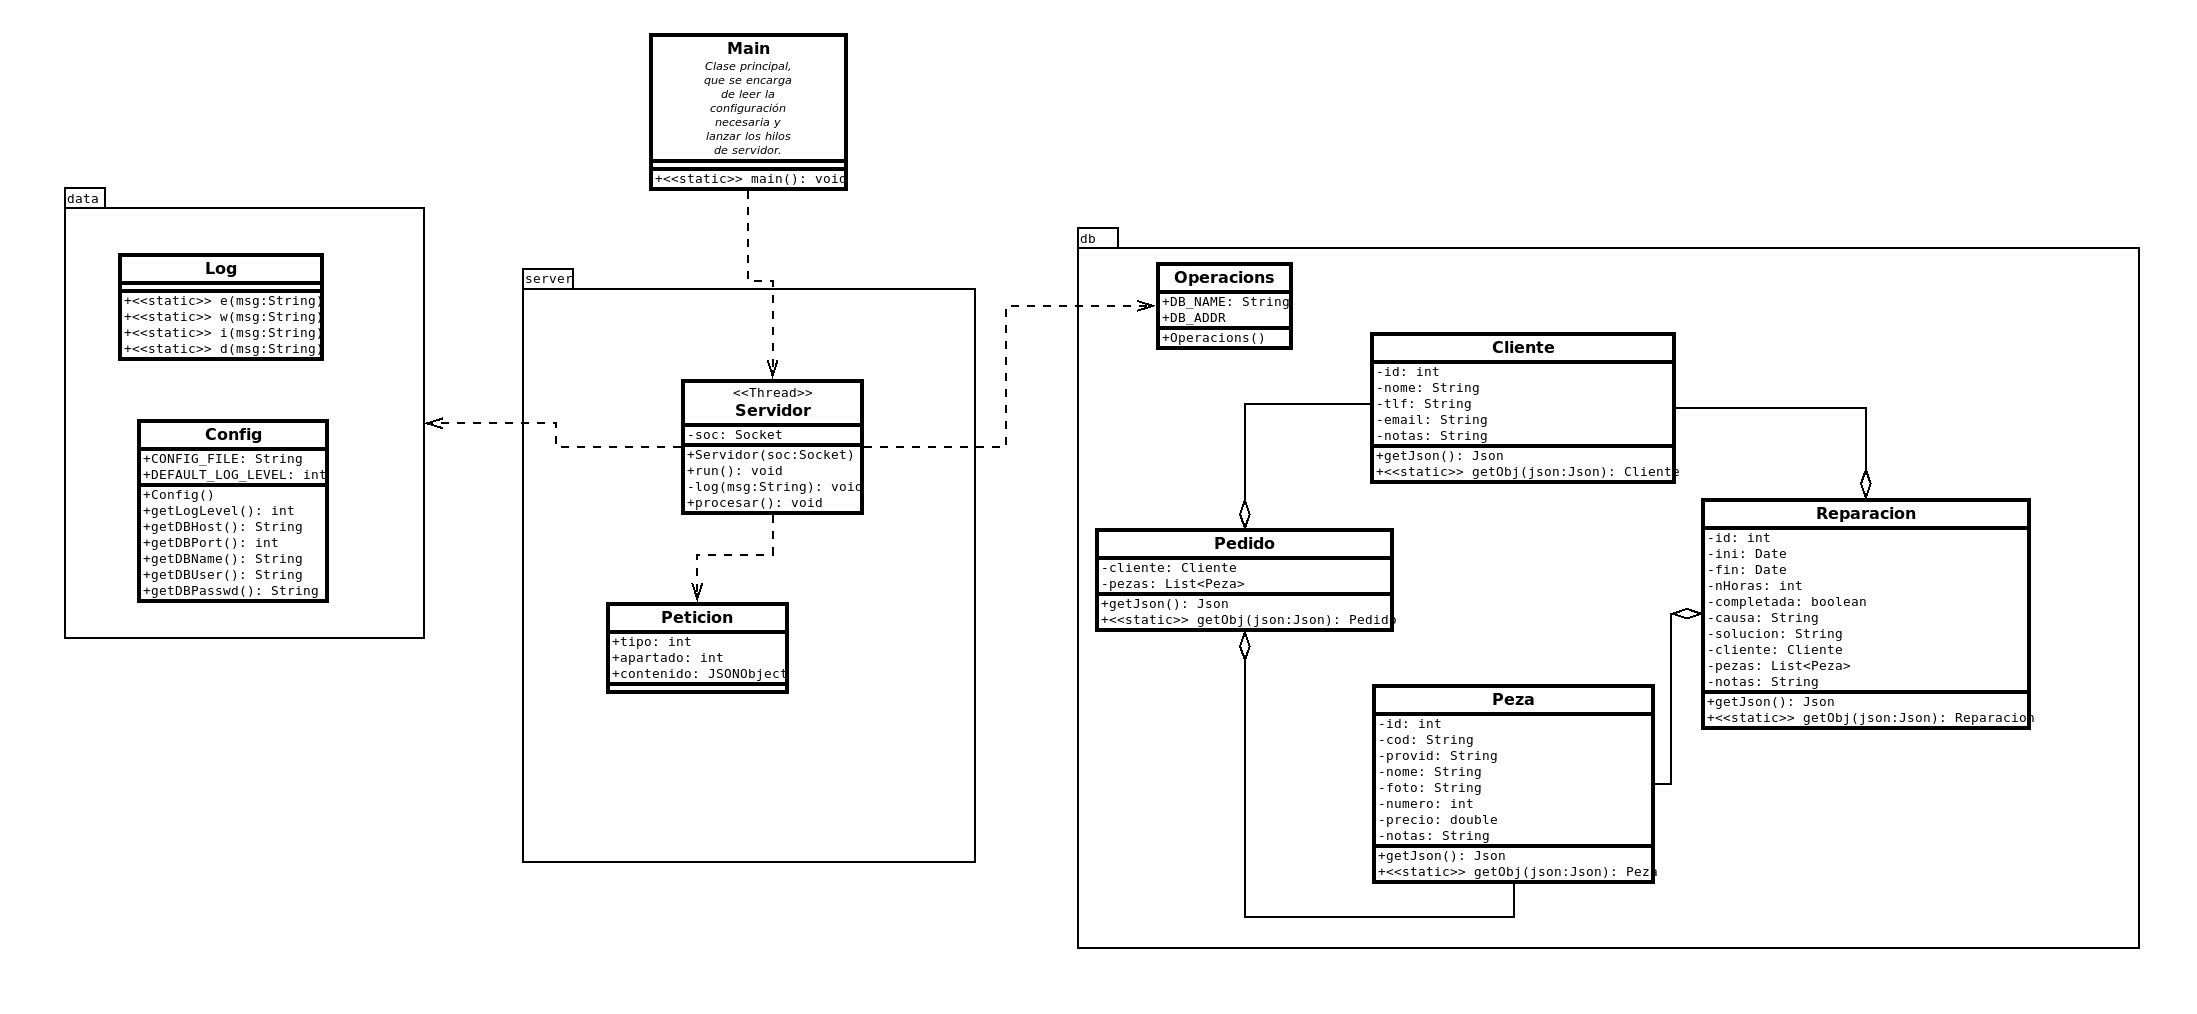 Main
Clase principal,
que se encarga
de leer la
configuración
necesaria y
lanzar los hilos
de servidor.
+<<static>> main(): void
data
Log
+<<static>> e(msg:String)
+<<static>> w(msg:String)
+<<static>> i(msg:String)
+<<static>> d(msg:String)
Config
+CONFIG_FILE: String
+DEFAULT_LOG_LEVEL: int
+Config()
+getLogLevel(): int
+getDBHost(): String
+getDBPort(): int
+getDBName(): String
+getDBUser(): String
+getDBPasswd(): String
server
<<Thread>>
Servidor
-soc: Socket
+Servidor(soc:Socket)
+run(): void
-log(msg:String): void
+procesar(): void
Peticion
+tipo: int
+apartado: int
+contenido: JSONObject
db
Operacions
+DB_NAME: String
+DB_ADDR
+Operacions()
Cliente
-id: int
-nome: String
-tlf: String
-email: String
-notas: String
+getJson(): Json
+<<static>> getObj(json:Json): Cliente
Pedido
-cliente: Cliente
-pezas: List<Peza>
+getJson(): Json
+<<static>> getObj(json:Json): Pedido
Reparacion
-id: int
-ini: Date
-fin: Date
-nHoras: int
-completada: boolean
-causa: String
-solucion: String
-cliente: Cliente
-pezas: List<Peza>
-notas: String
+getJson(): Json
+<<static>> getObj(json:Json): Reparacion
Peza
-id: int
-cod: String
-provid: String
-nome: String
-foto: String
-numero: int
-precio: double
-notas: String
+getJson(): Json
+<<static>> getObj(json:Json): Peza